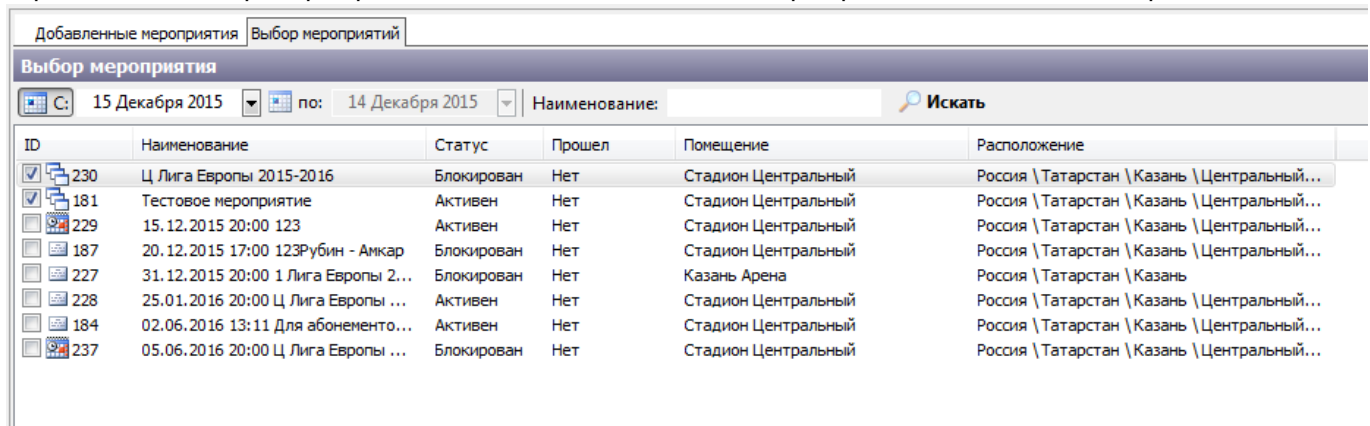 Добавленные мероприятия Выбор мероприятий
Выбор мероприятия
С: 15 Декабря 2015 по: 14 Декабря 2015 Наименование: Искать
ID Наименование Статус Прошел Помещение Расположение
230 Ц Лига Европы 2015-2016 Блокирован Нет Стадион Центральный Россия \ Татарстан \ Казань \ Центральный...
181 Тестовое мероприятие Активен Нет Стадион Центральный Россия \ Татарстан \ Казань \ Центральный...
229 15.12.2015 20:00 123 Активен Нет Стадион Центральный Россия \ Татарстан \ Казань \ Центральный...
187 20.12.2015 17:00 123Рубин - Амкар Блокирован Нет Стадион Центральный Россия \ Татарстан \ Казань \ Центральный...
227 31.12.2015 20:00 1 Лига Европы 2... Блокирован Нет Казань Арена Россия \ Татарстан \ Казань
228 25.01.2016 20:00 Ц Лига Европы ... Активен Нет Стадион Центральный Россия \ Татарстан \ Казань \ Центральный...
184 02.06.2016 13:11 Для абонементо... Активен Нет Стадион Центральный Россия \ Татарстан \ Казань \ Центральный...
237 05.06.2016 20:00 Ц Лига Европы ... Блокирован Нет Стадион Центральный Россия \ Татарстан \ Казань \ Центральный...